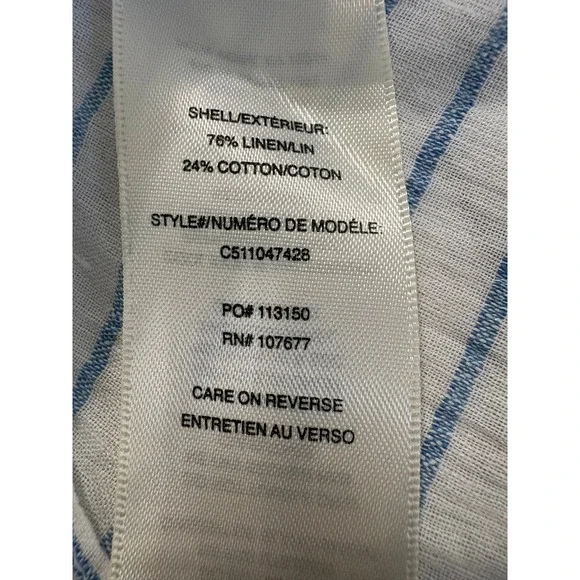 SHELL/EXTÉRIEUR:
76% LINEN/LIN
24% COTTON/COTON
STYLE#/NUMÉRO DE MODÉLE:
C511047428
PO# 113150
RN# 107677
CARE ON REVERSE
ENTRETIEN AU VERSO